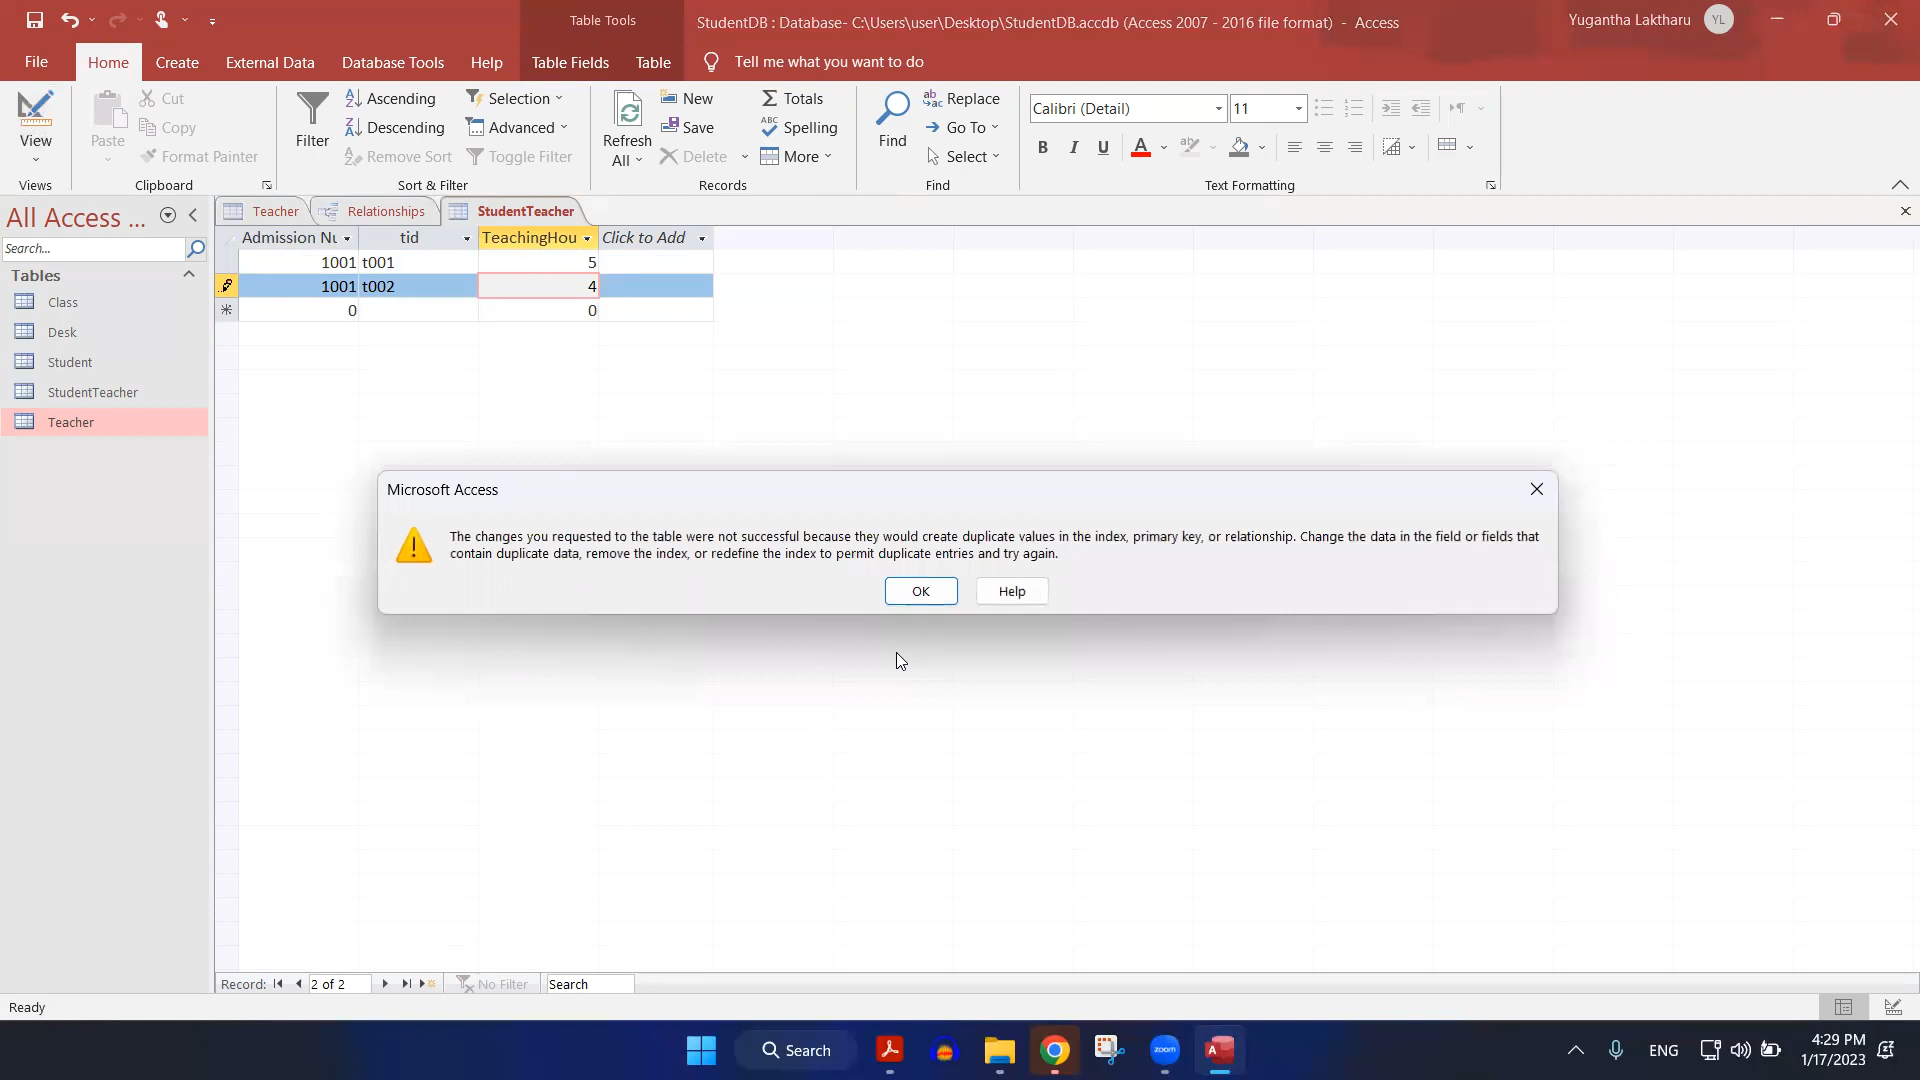 Table Tools
StudentDB : Database- C:\Users\user\Desktop\StudentDB.accdb (Access 2007 - 2016 file format) - Access
Yugantha Laktharu
YL
File Home Create External Data Database Tools Help Table Fields Table Tell me what you want to do
View
Views
Paste
Cut
Copy
Format Painter
Clipboard
Filter
Ascending
Descending
Remove Sort
Selection
Advanced
Toggle Filter
Sort & Filter
Refresh
All
New
Save
Delete
Totals
Spelling
More
Records
Find
Replace
Go To
Select
Find
Calibri (Detail)
11
B I U A
Text Formatting
All Access ...
Search...
Tables
Class
Desk
Student
StudentTeacher
Teacher
Teacher Relationships StudentTeacher
Admission Nu tid TeachingHou Click to Add
1001 t001 5
1001 t002 4
0 0
Microsoft Access
The changes you requested to the table were not successful because they would create duplicate values in the index, primary key, or relationship. Change the data in the field or fields that
contain duplicate data, remove the index, or redefine the index to permit duplicate entries and try again.
OK Help
Record: 2 of 2 No Filter Search
Ready
Search
zoom
ENG
4:29 PM
1/17/2023